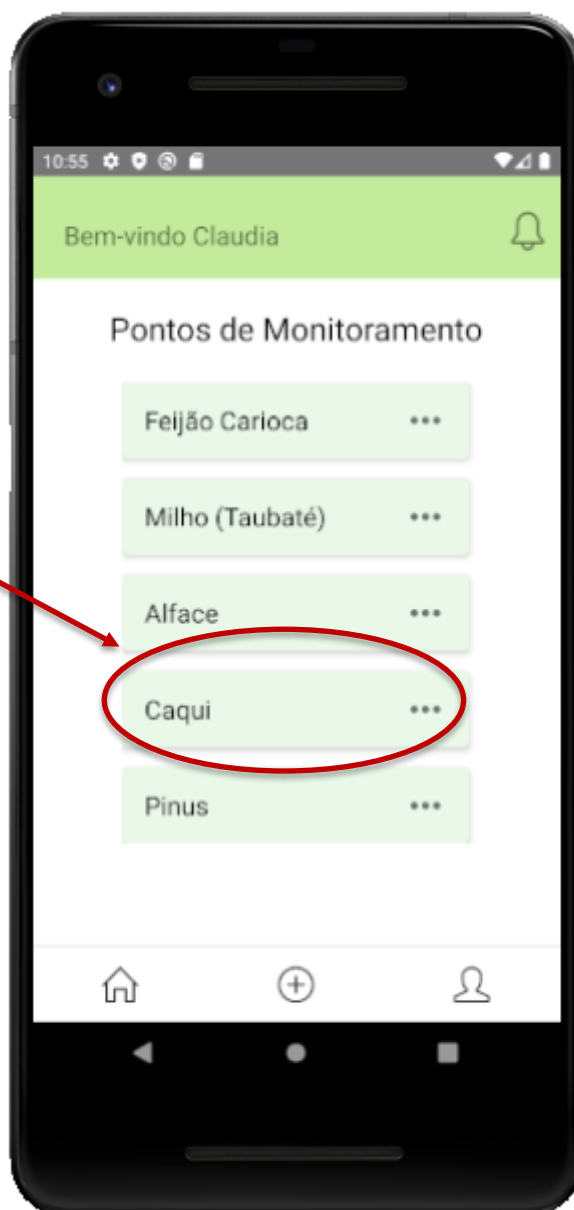 10:55
Bem-vindo Claudia
Pontos de Monitoramento
Feijão Carioca
Milho (Taubaté)
Alface
Caqui
Pinus